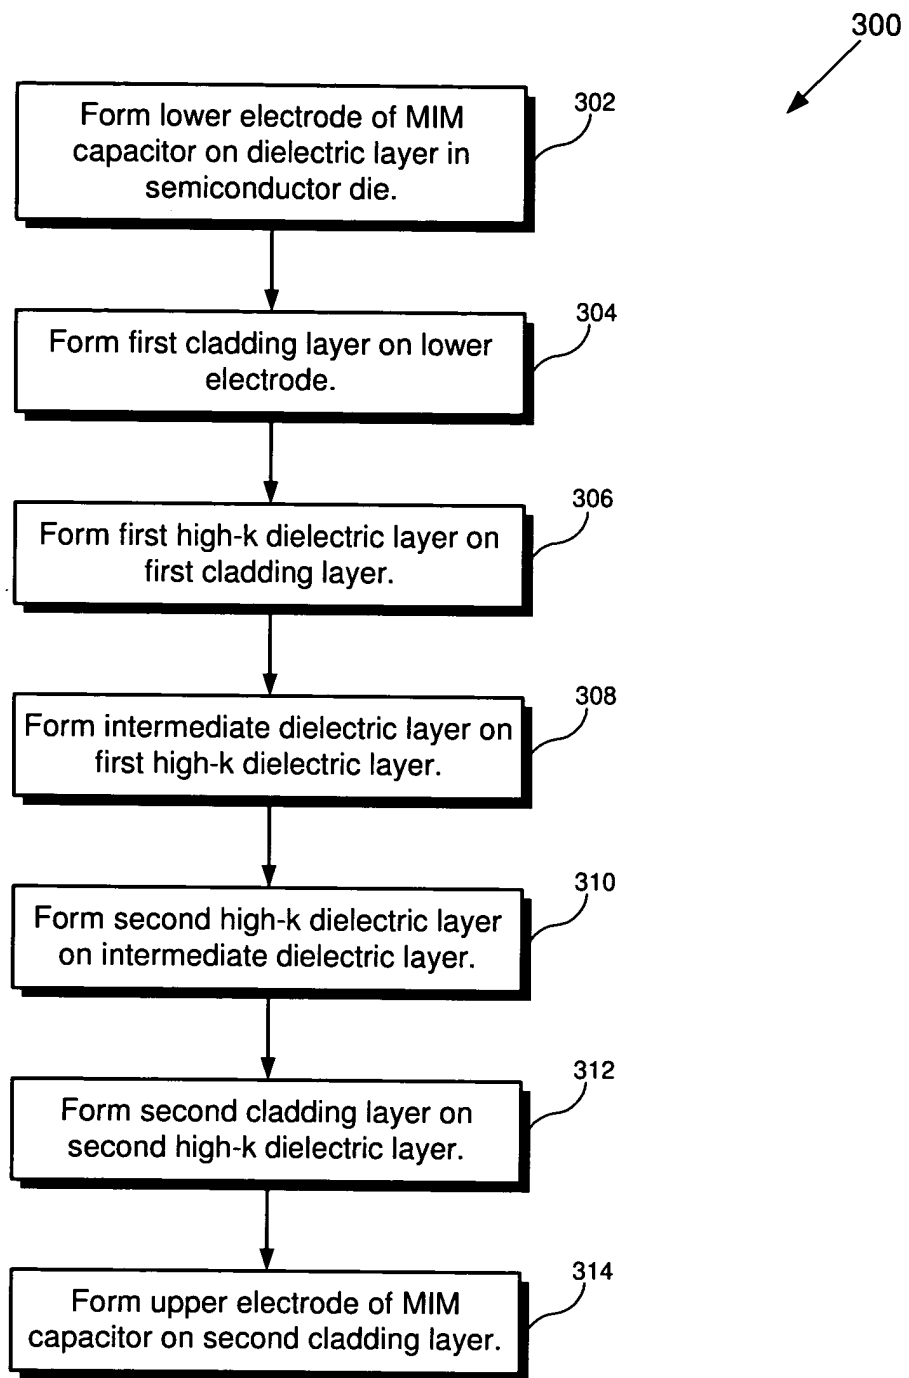 300
Form lower electrode of MIM
capacitor on dielectric layer in
semiconductor die.
302
Form first cladding layer on lower
electrode.
304
Form first high-k dielectric layer on
first cladding layer.
306
Form intermediate dielectric layer on
first high-k dielectric layer.
308
Form second high-k dielectric layer
on intermediate dielectric layer.
310
Form second cladding layer on
second high-k dielectric layer.
312
Form upper electrode of MIM
capacitor on second cladding layer.
314